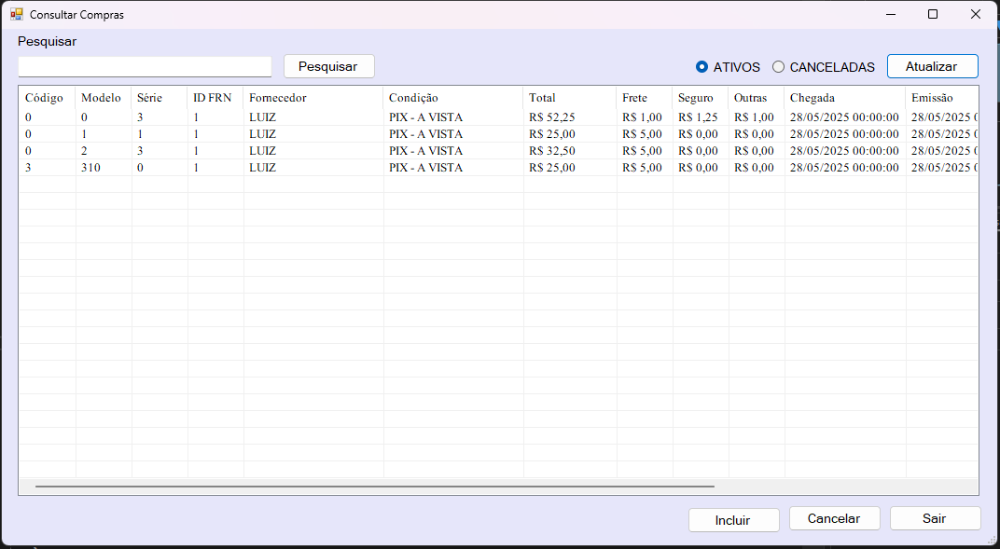 Consultar Compras
Pesquisar
Pesquisar ATIVOS CANCELADAS Atualizar
Código Modelo Série ID FRN Fornecedor Condição Total Frete Seguro Outras Chegada Emissão
0 0 3 1 LUIZ PIX - A VISTA R$ 52,25 R$ 1,00 R$ 1,25 R$ 1,00 28/05/2025 00:00:00 28/05/2025
0 1 1 1 LUIZ PIX - A VISTA R$ 25,00 R$ 5,00 R$ 0,00 R$ 0,00 28/05/2025 00:00:00 28/05/2025
0 2 3 1 LUIZ PIX - A VISTA R$ 32,50 R$ 5,00 R$ 0,00 R$ 0,00 28/05/2025 00:00:00 28/05/2025
3 310 0 1 LUIZ PIX - A VISTA R$ 25,00 R$ 5,00 R$ 0,00 R$ 0,00 28/05/2025 00:00:00 28/05/2025
Incluir Cancelar Sair